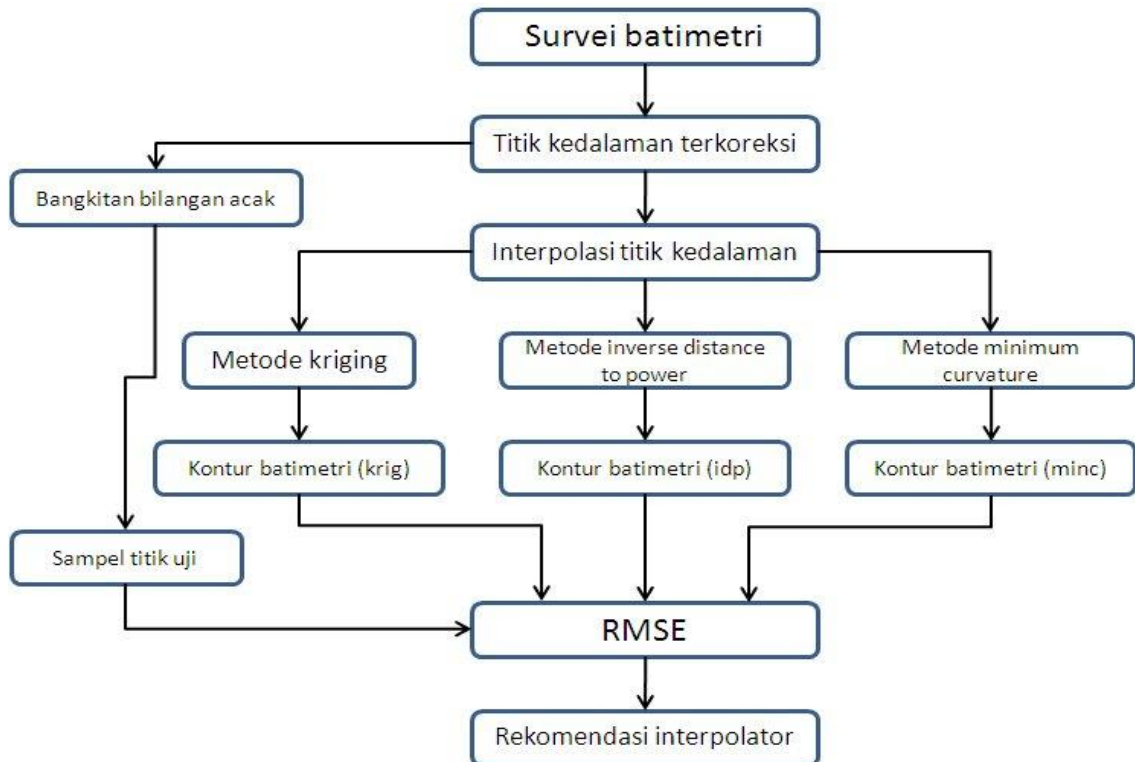 Survei batimetri
Titik kedalaman terkoreksi
Bangkitan bilangan acak
Interpolasi titik kedalaman
Metode kriging
Metode inverse distance
to power
Metode minimum
curvature
Kontur batimetri (krig)
Kontur batimetri (idp)
Kontur batimetri (minc)
Sampel titik uji
RMSE
Rekomendasi interpolator